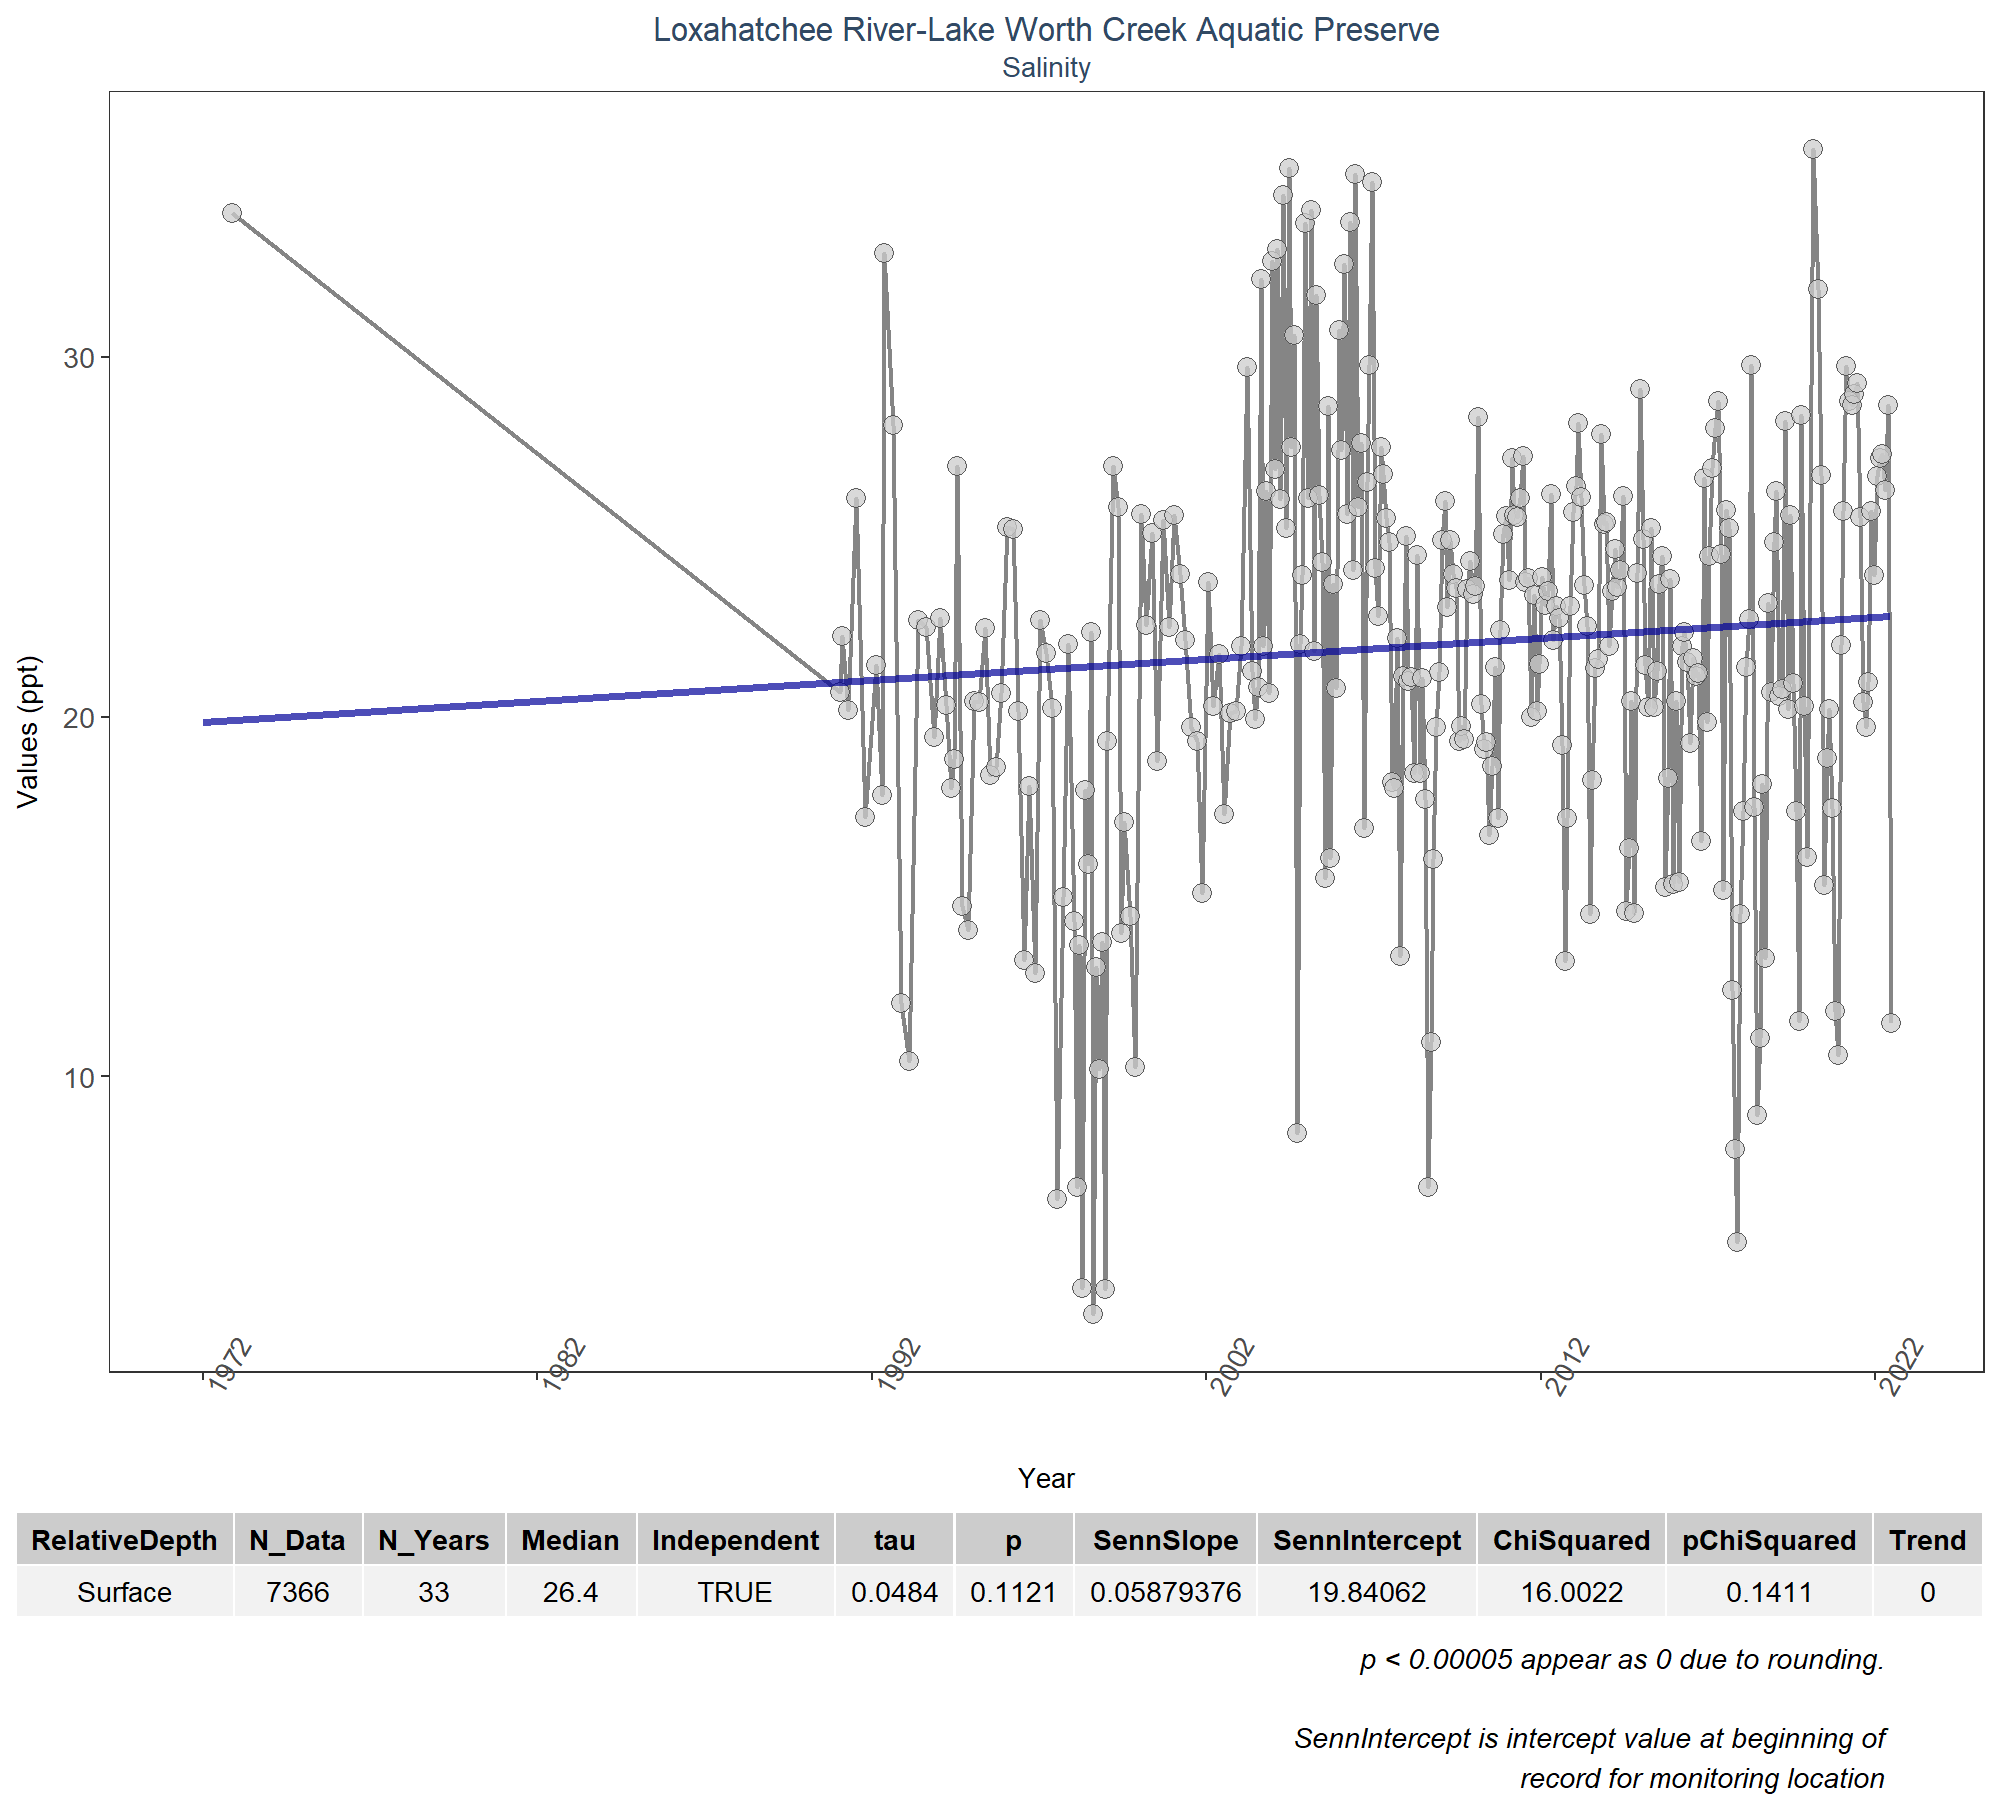 Loxahatchee River-Lake Worth Creek Aquatic Preserve
Salinity
Values (ppt)
30
20
10
1972 1982 1992 2002 2012 2022
Year
RelativeDepth N_Data N_Years Median Independent tau p SennSlope SennIntercept ChiSquared pChiSquared Trend
Surface 7366 33 26.4 TRUE 0.0484 0.1121 0.05879376 19.84062 16.0022 0.1411 0
p < 0.00005 appear as 0 due to rounding.
SennIntercept is intercept value at beginning of
record for monitoring location